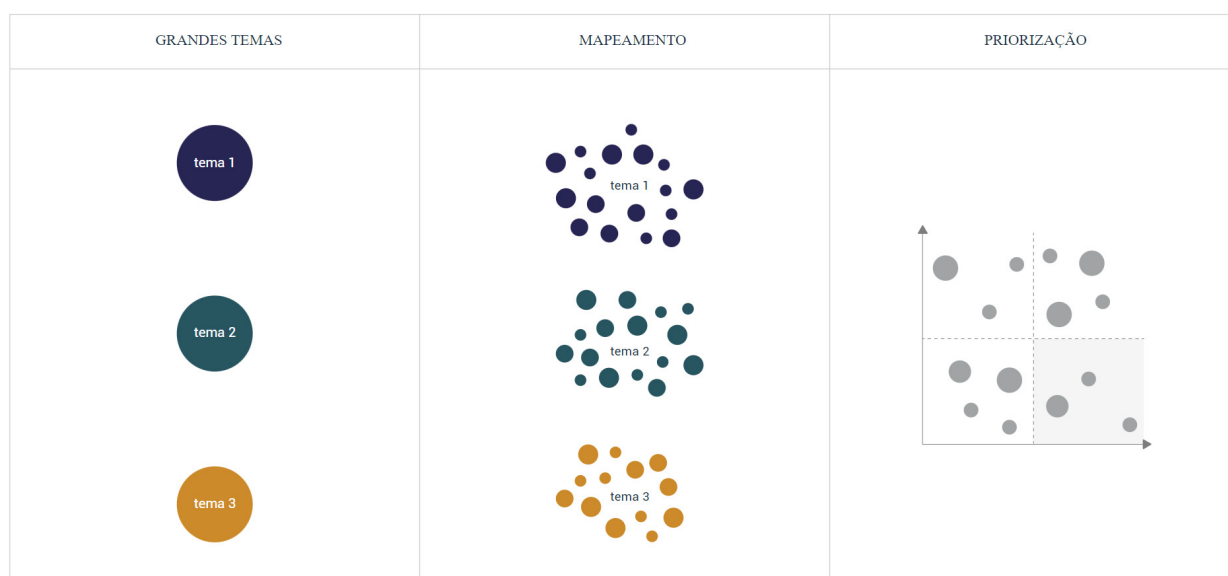 GRANDES TEMAS
MAPEAMENTO
PRIORIZAÇÃO
tema 1
tema 1
tema 2
tema 2
tema 3
tema 3